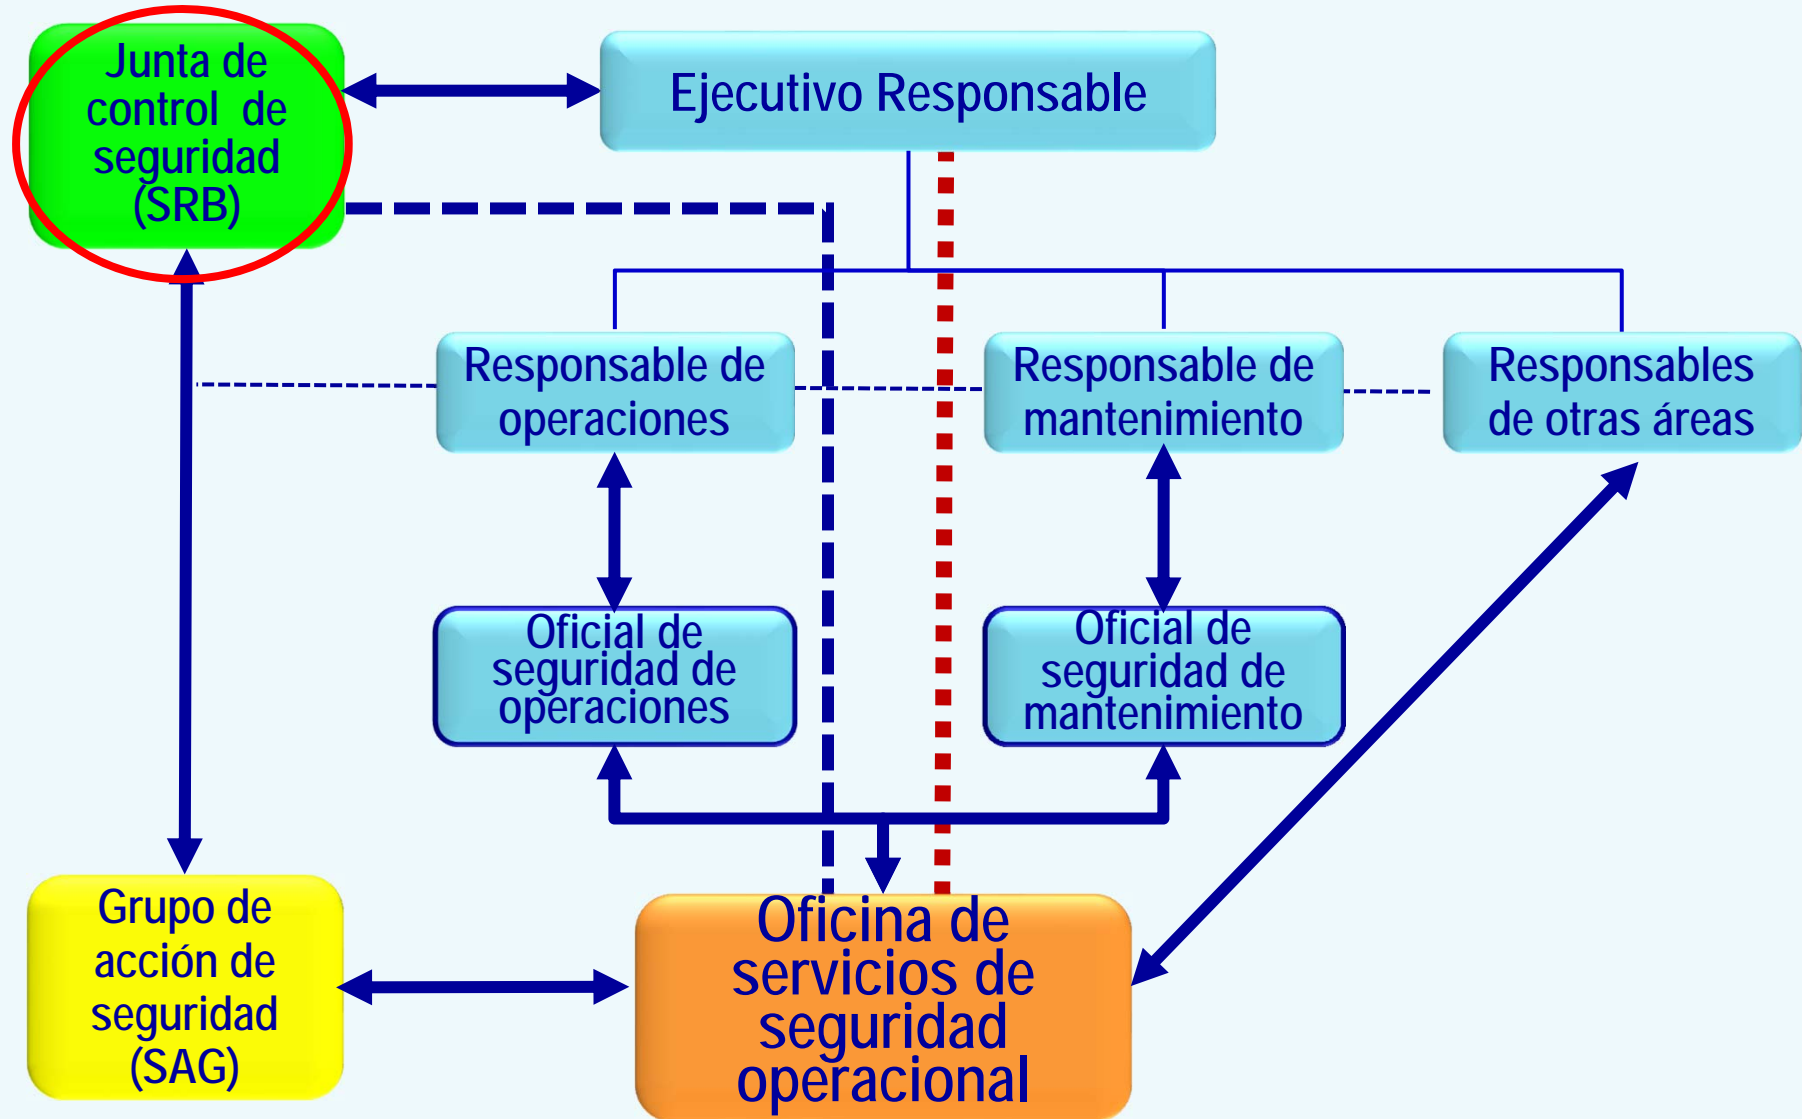 Junta de
control de
seguridad
(SRB)
Ejecutivo Responsable
Responsable de
operaciones
Responsable de
mantenimiento
Responsables
de otras áreas
Oficial de
seguridad de
operaciones
Oficial de
seguridad de
mantenimiento
Grupo de
acción de
seguridad
(SAG)
Oficina de
servicios de
seguridad
operacional